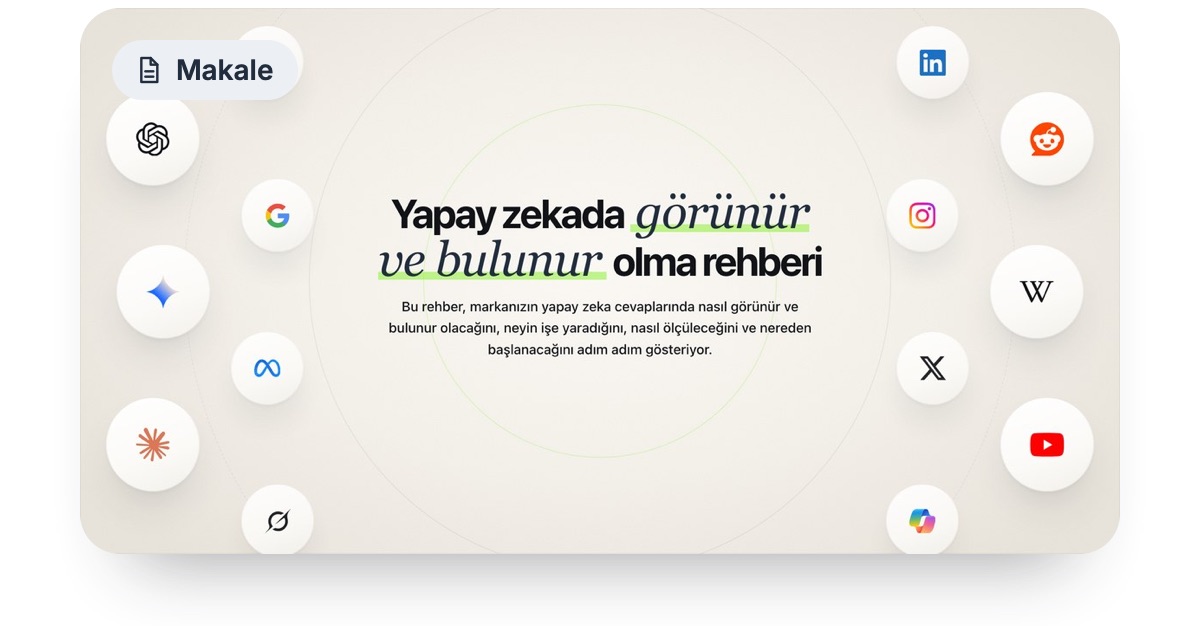 Makale
Yapay zekada görünür
ve bulunur olma rehberi
Bu rehber, markanızın yapay zeka cevaplarında nasıl görünür ve
bulunur olacağını, neyin işe yaradığını, nasıl ölçüleceğini ve nereden
başlanacağını adım adım gösteriyor.